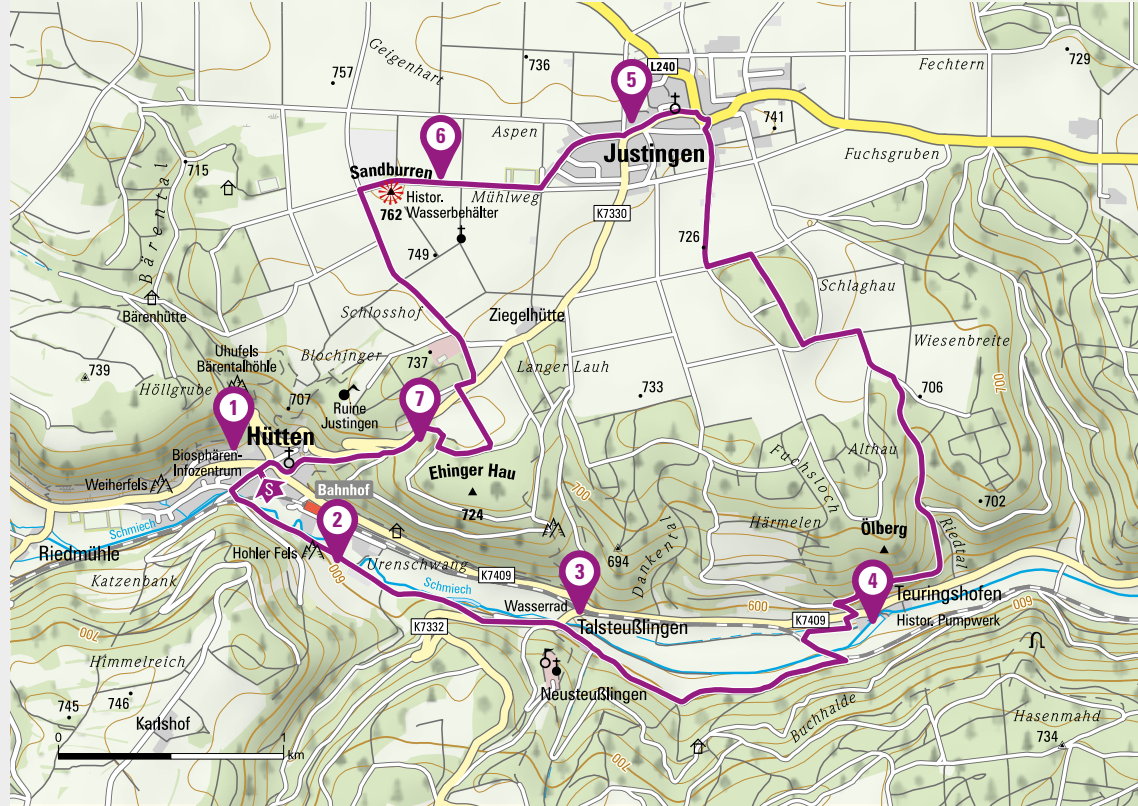 Geigenhart
736
L240
5
729
Fechtern
757
6
Aspen
741
Justingen
Fuchsgruben
715
Sandburren
Mühlweg
Histor.
Wasserbehälter
762
K7330
Bärental
749
726
Schlaghau
Bärenhütte
Schlosshof
Ziegelhütte
Wiesenbreite
Uhufels
Bärentalhöhle
Blochinger
737
Langer Lauh
700
739
Höllgrube
707
733
706
1
Ruine
Justingen
7
Hütten
Althau
Biosphären-
Infozentrum
Ehinger Hau
Fuchsloch
Weiherfels
S
Bahnhof
724
700
702
Schmiech
2
Härmelen
Ölberg
Riedtal
Riedmühle
Hohler Fels
Urenschwang
694
Dankental
600
K7409
3
4
Katzenbank
Schmiech
Wasserrad
600
Teuringshofen
600
K7332
Talsteußlingen
K7409
Histor. Pumpwerk
700
Himmelreich
Neusteußlingen
746
745
Karlshof
Buchhalde
Hasenmahd
734
0
1
km
700